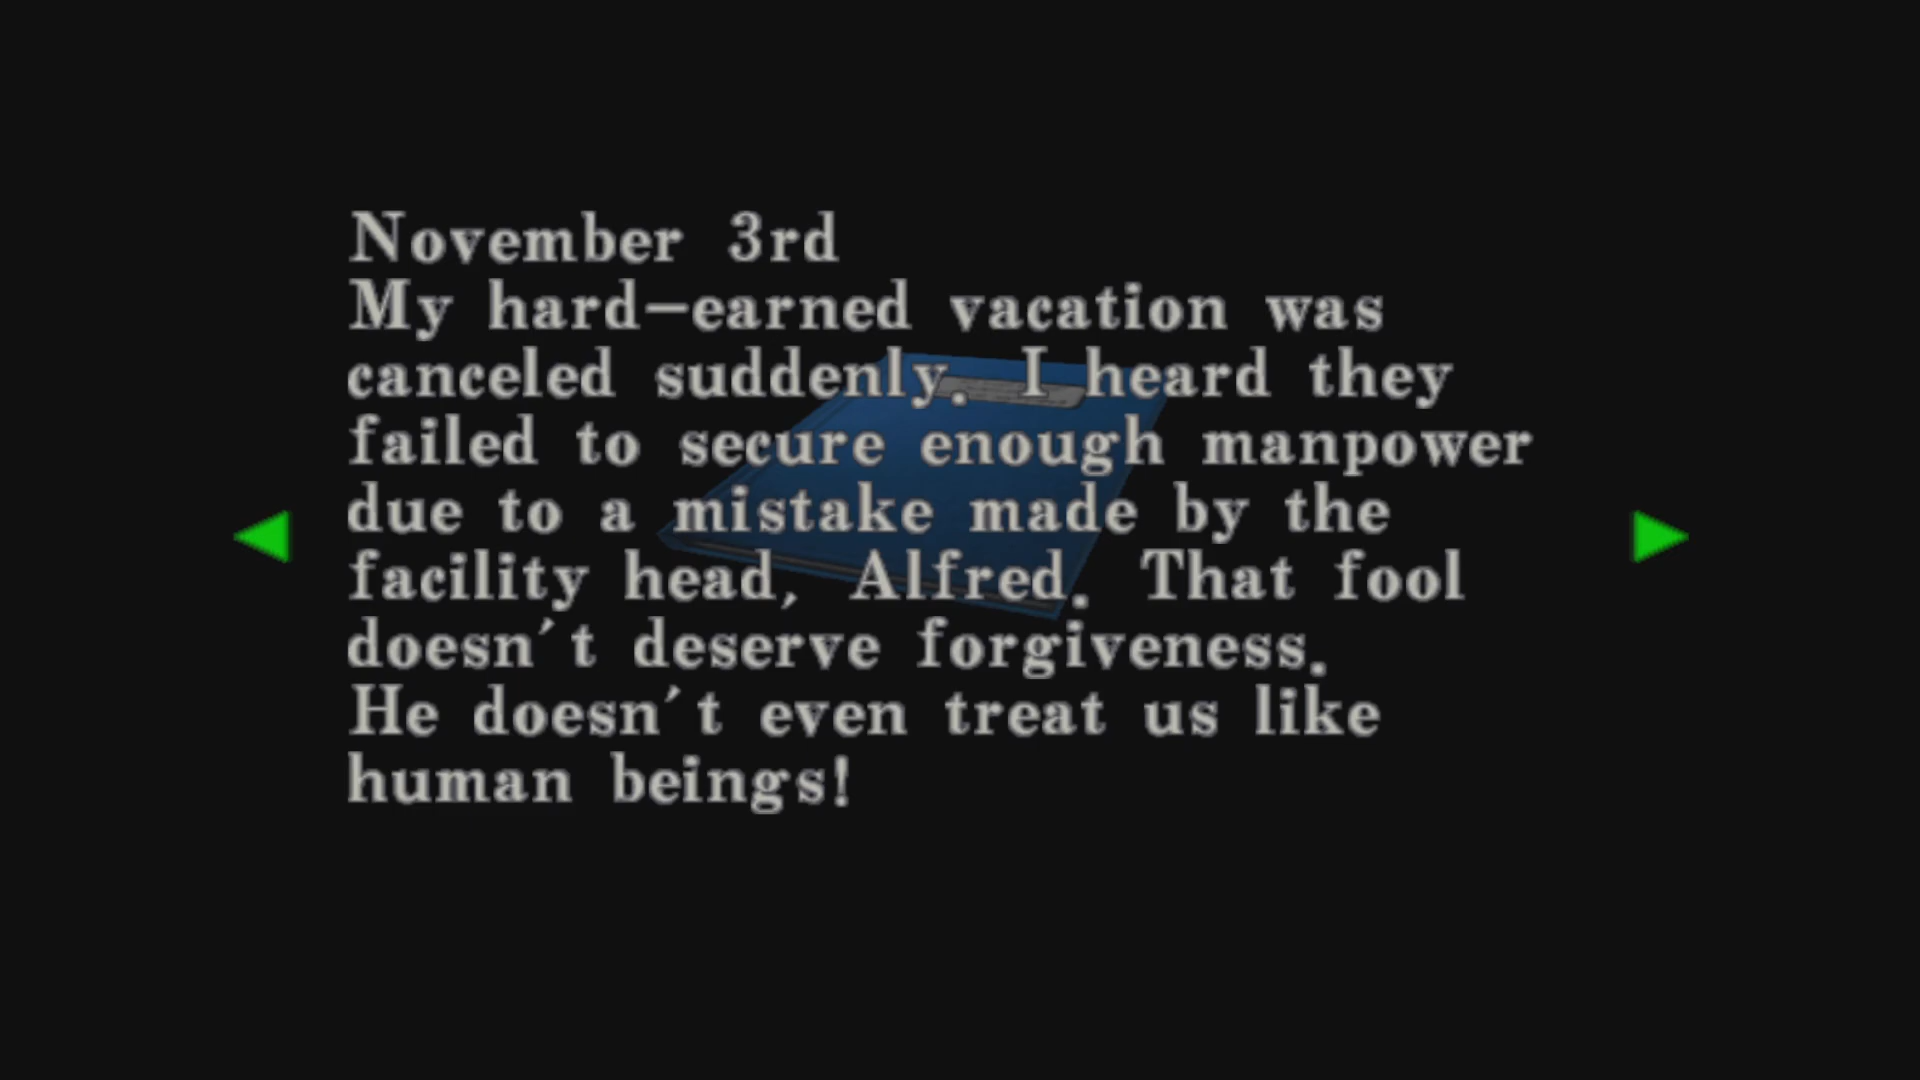 November 3rd
My hard—earned vacation was
canceled suddenly. I heard they
failed to secure enough manpower
due to a mistake made by the
facility head, Alfred. That fool
doesn't deserve forgiveness.
He doesn't even treat us like
human beings!